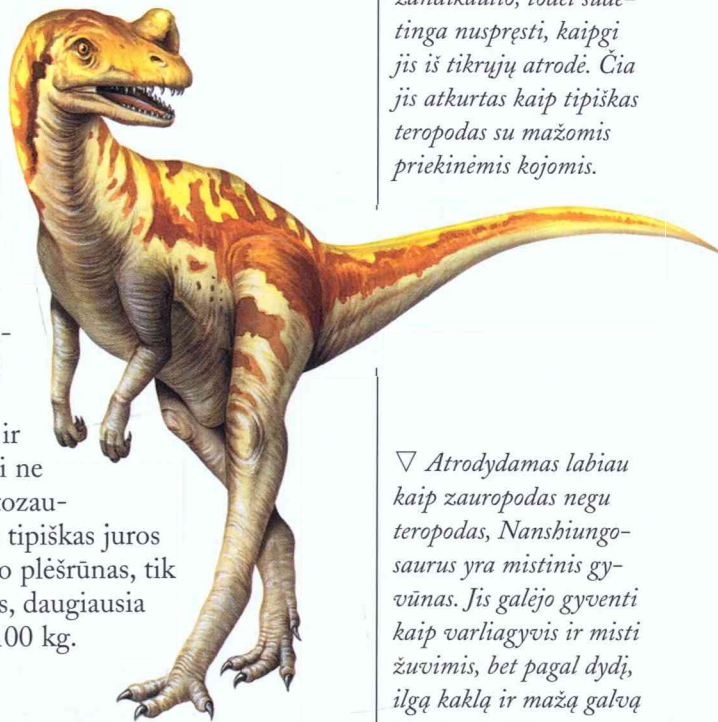 ir
i ne
tozau-
tipiškas juros
o plėšrūnas, tik
s, daugiausia
100 kg.
tinga nuspręsti, kaipgi
jis iš tikrųjų atrodė. Čia
jis atkurtas kaip tipiškas
teropodas su mažomis
priekinėmis kojomis.
▽ Atrodydamas labiau
kaip zauropodas negu
teropodas, Nanshiungo-
saurus yra mistinis gy-
vūnas. Jis galėjo gyventi
kaip varliagyvis ir misti
žuvimis, bet pagal dydį,
ilgą kaklą ir mažą galvą